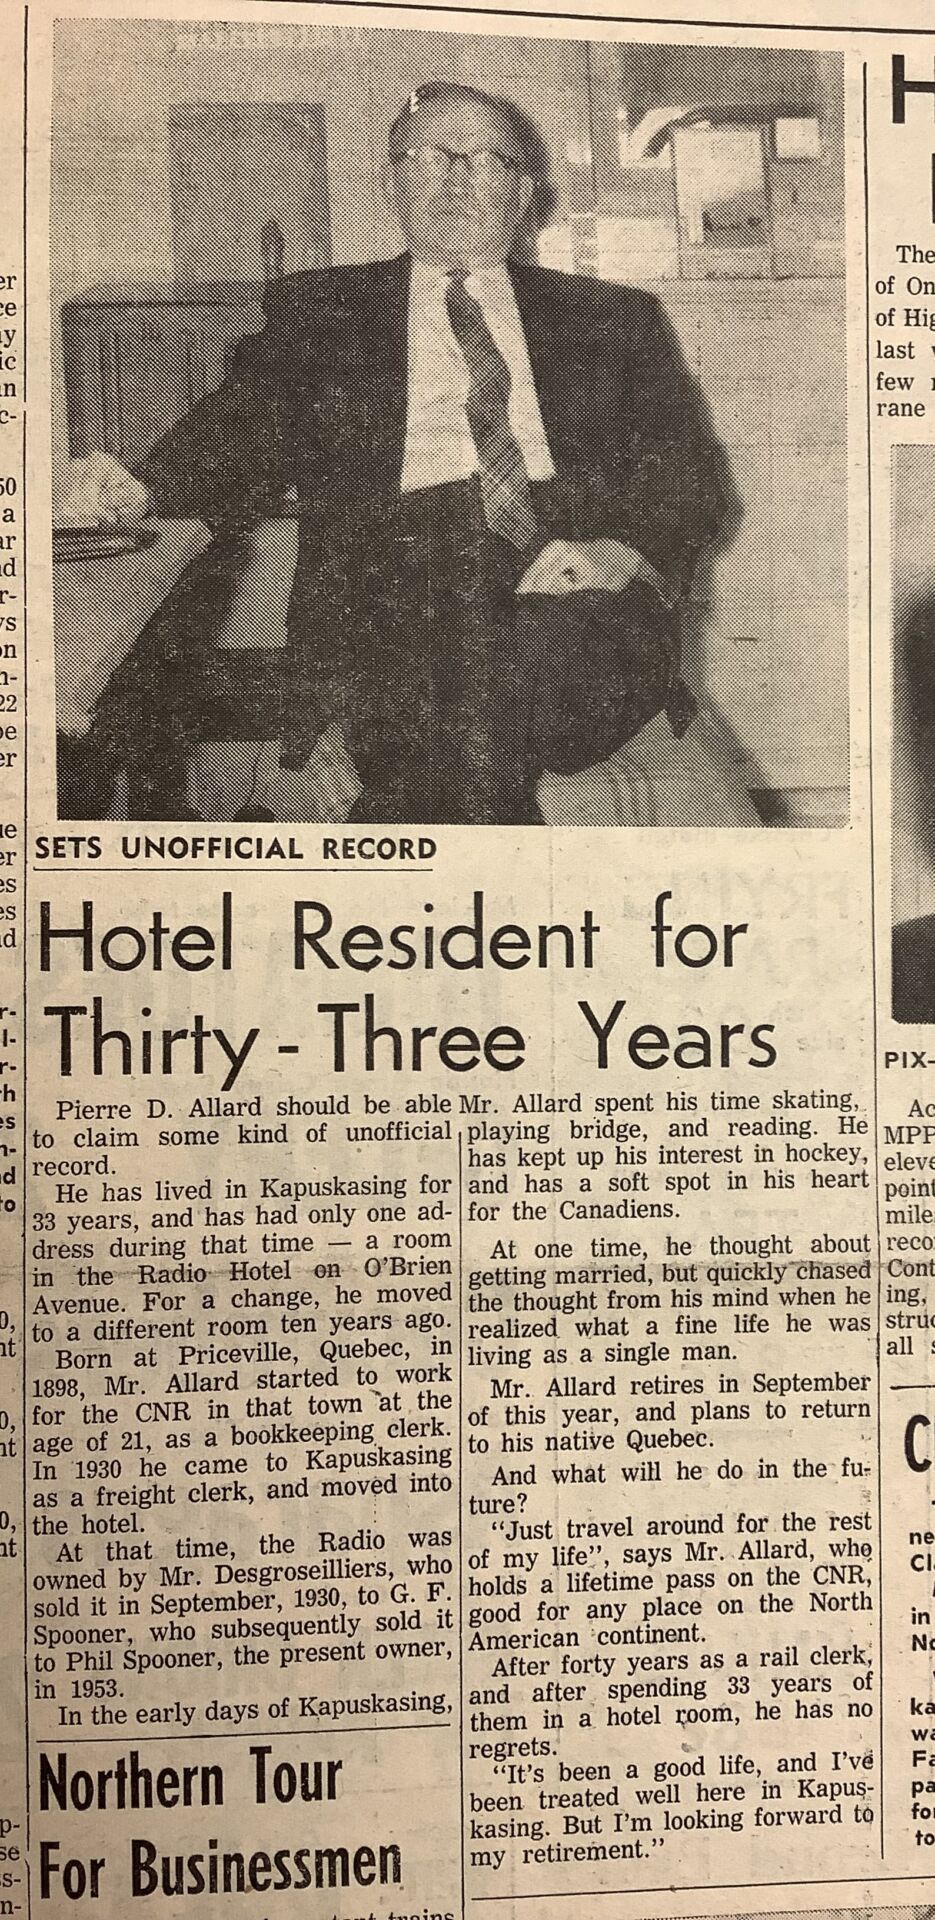 SETS UNOFFICIAL RECORD
Hotel Resident for
Thirty - Three Years
Pierre D. Allard should be able
to claim some kind of unofficial
record.
He has lived in Kapuskasing for
33 years, and has had only one ad-
dress during that time — a room
in the Radio Hotel on O'Brien
Avenue. For a change, he moved
to a different room ten years ago.
Born at Priceville, Quebec, in
1898, Mr. Allard started to work
for the CNR in that town at the
age of 21, as a bookkeeping clerk.
In 1930 he came to Kapuskasing
as a freight clerk, and moved into
the hotel.
At that time, the Radio was
owned by Mr. Desgroseilliers, who
sold it in September, 1930, to G. F.
Spooner, who subsequently sold it
to Phil Spooner, the present owner,
in 1953.
In the early days of Kapuskasing,
Mr. Allard spent his time skating,
playing bridge, and reading. He
has kept up his interest in hockey,
and has a soft spot in his heart
for the Canadiens.
At one time, he thought about
getting married, but quickly chased
the thought from his mind when he
realized what a fine life he was
living as a single man.
Mr. Allard retires in September
of this year, and plans to return
to his native Quebec.
And what will he do in the fu-
ture?
"Just travel around for the rest
of my life", says Mr. Allard, who
holds a lifetime pass on the CNR,
good for any place on the North
American continent.
After forty years as a rail clerk,
and after spending 33 years of
them in a hotel room, he has no
regrets.
"It's been a good life, and I've
been treated well here in Kapus-
kasing. But I'm looking forward to
my retirement."
Northern Tour
For Businessmen
trains
The
of On
of Hig
last
few
rane
PIX-
Ac
MPP
eleve
point
mile
reco
Cont
ing,
struc
all